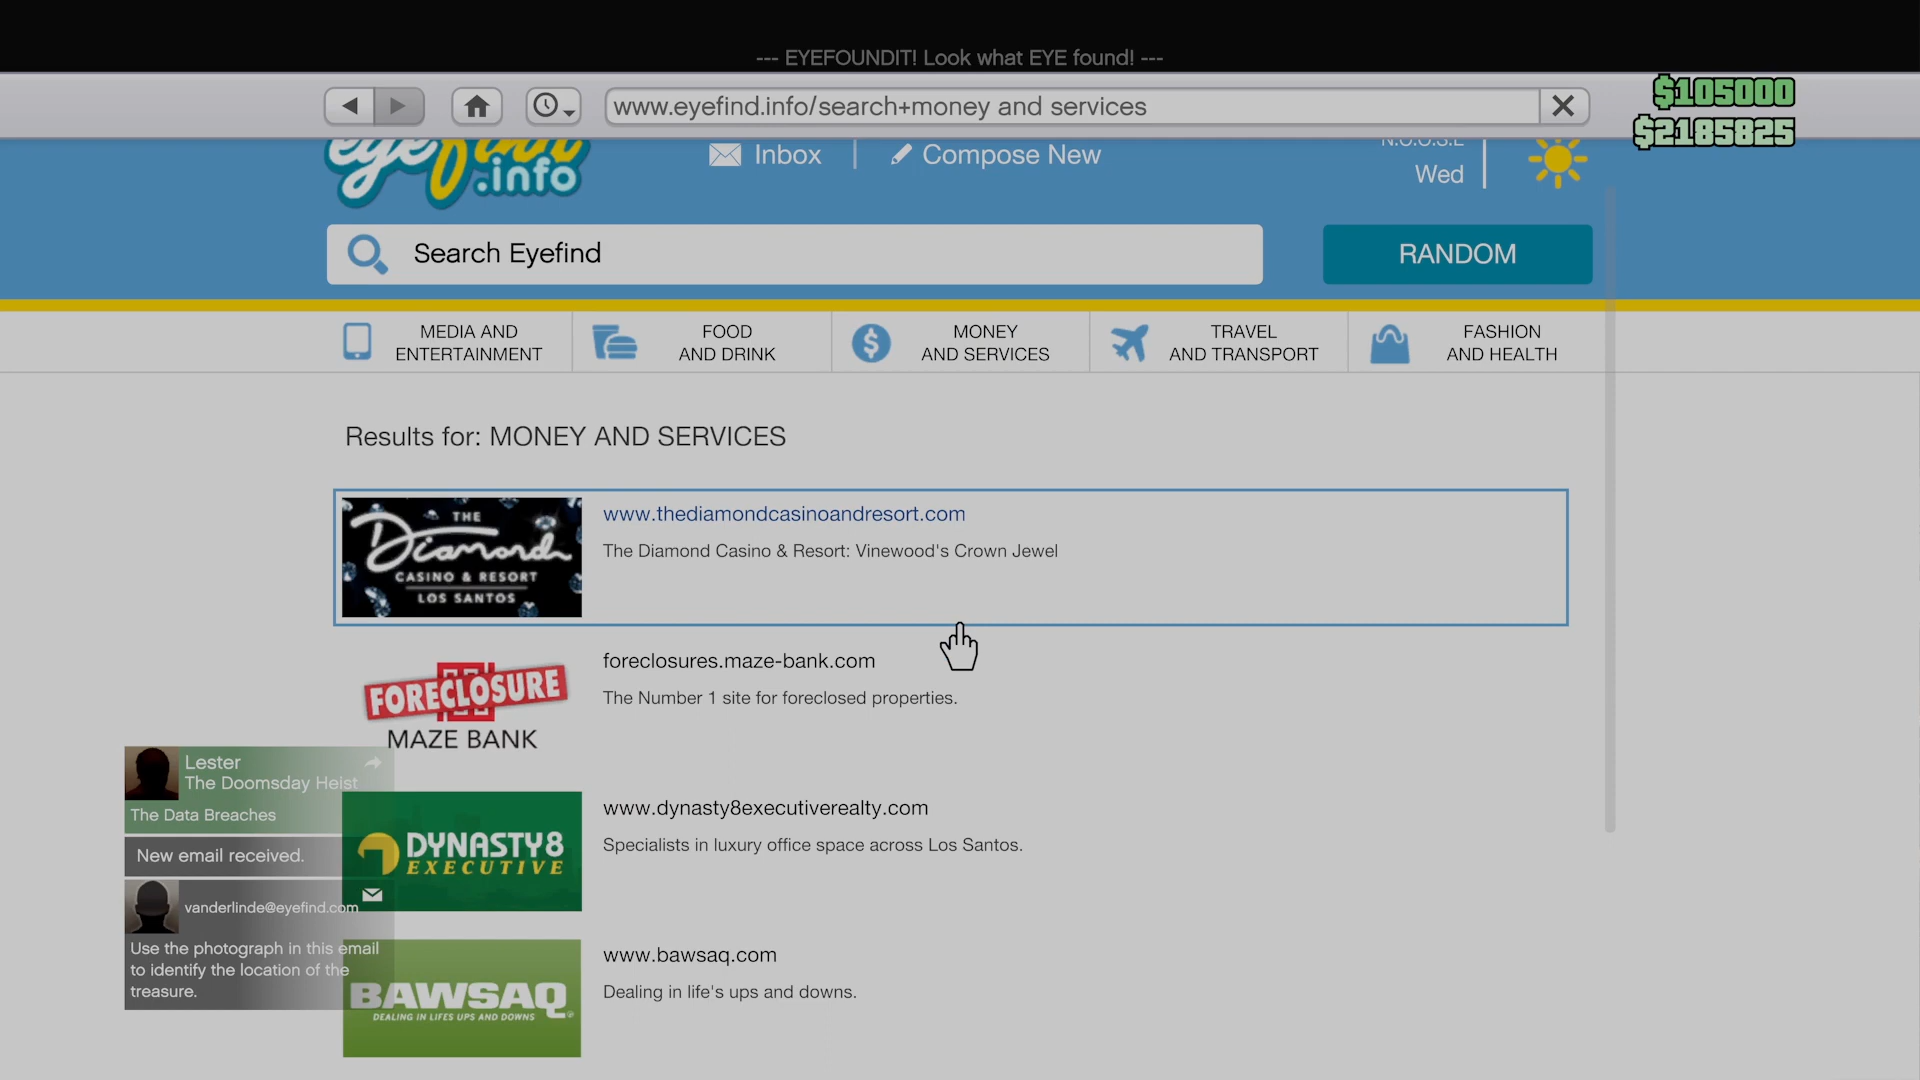 --- EYEFOUNDIT! Look what EYE found! ---
www.eyefind.info/search+money and services
$105000
$2185825
eyefind
.info
Inbox
Compose New
N.O.O.S.E
Wed
Search Eyefind
RANDOM
MEDIA AND
ENTERTAINMENT
FOOD
AND DRINK
MONEY
AND SERVICES
TRAVEL
AND TRANSPORT
FASHION
AND HEALTH
Results for: MONEY AND SERVICES
THE
Diamond
CASINO & RESORT
LOS SANTOS
www.thediamondcasinoandresort.com
The Diamond Casino & Resort: Vinewood's Crown Jewel
FORECLOSURE
MAZE BANK
foreclosures.maze-bank.com
The Number 1 site for foreclosed properties.
Lester
The Doomsday Heist
The Data Breaches
New email received.
vanderlinde@eyefind.com
Use the photograph in this email
to identify the location of the
treasure.
DYNASTY8
EXECUTIVE
www.dynasty8executiverealty.com
Specialists in luxury office space across Los Santos.
BAWSAQ
DEALING IN LIFES UPS AND DOWNS
www.bawsaq.com
Dealing in life's ups and downs.